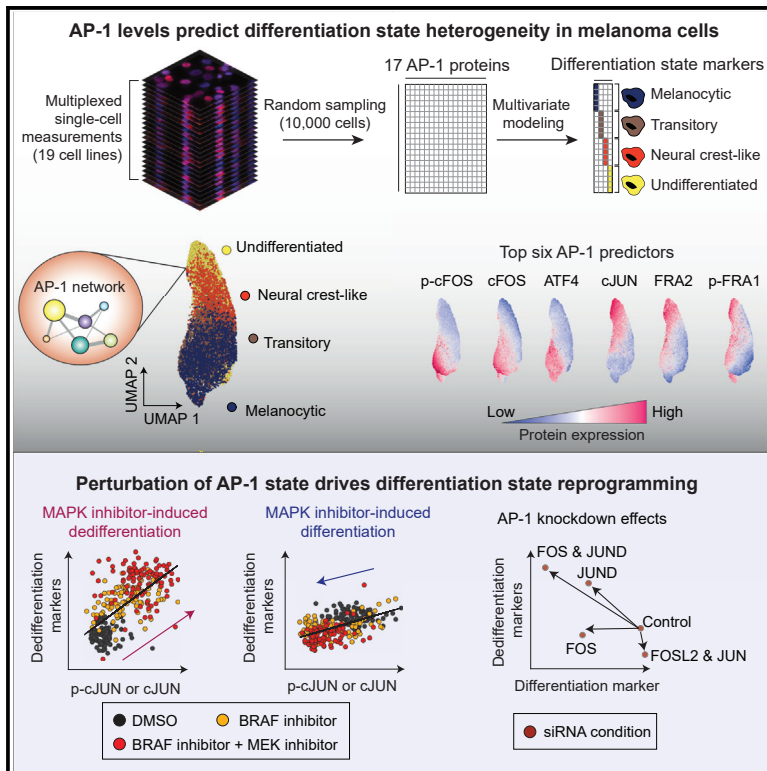 AP-1 levels predict differentiation state heterogeneity in melanoma cells
Multiplexed
single-cell
measurements
(19 cell lines)
Random sampling
(10,000 cells)
17 AP-1 proteins
Multivariate
modeling
Differentiation state markers
Melanocytic
Transitory
Neural crest-like
Undifferentiated
AP-1 network
Undifferentiated
Neural crest-like
Transitory
Melanocytic
UMAP 2
UMAP 1
Top six AP-1 predictors
p-cFOS cFOS ATF4 cJUN FRA2 p-FRA1
Low High
Protein expression
Perturbation of AP-1 state drives differentiation state reprogramming
MAPK inhibitor-induced
dedifferentiation
Dedifferentiation
markers
p-cJUN or cJUN
MAPK inhibitor-induced
differentiation
Dedifferentiation
markers
p-cJUN or cJUN
DMSO BRAF inhibitor
BRAF inhibitor + MEK inhibitor
AP-1 knockdown effects
FOS & JUND
JUND
Control
FOS
FOSL2 & JUN
Dedifferentiation
markers
Differentiation marker
siRNA condition